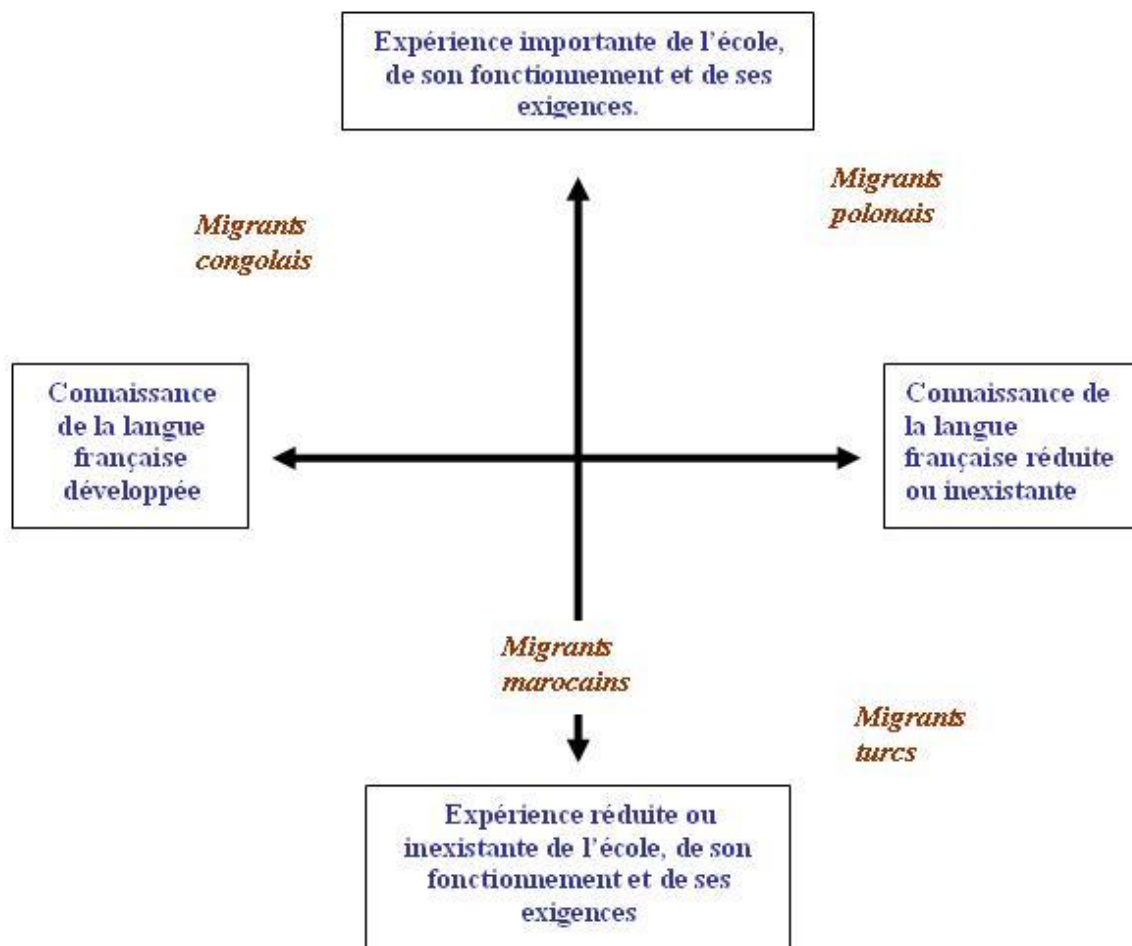 Expérience importante de l'école,
de son fonctionnement et de ses
exigences.
Migrants
polonais
Migrants
congolais
Connaissance
de la langue
française
développée
Connaissance de
la langue
française réduite
ou inexistante
Migrants
marocains
Migrants
turcs
Expérience réduite ou
inexistante de l'école, de son
fonctionnement et de ses
exigences